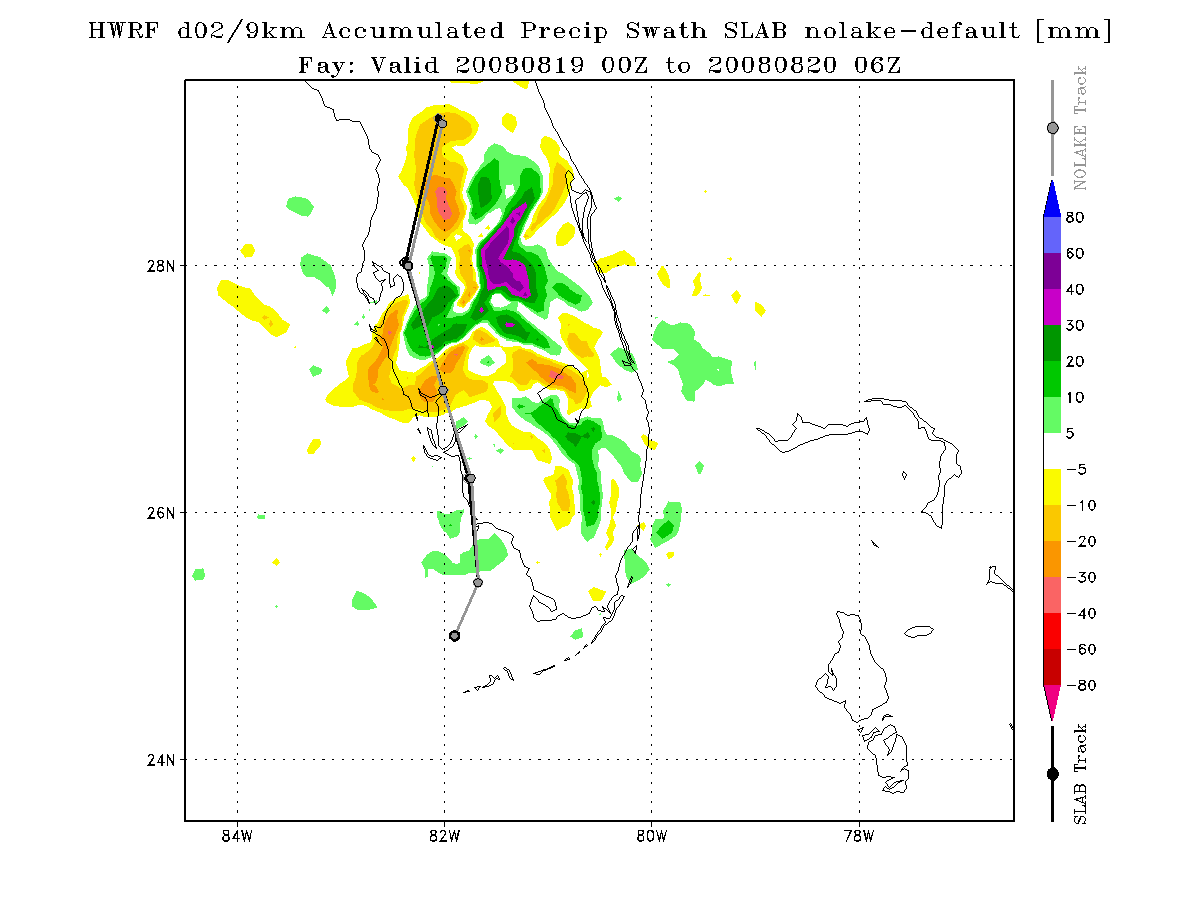 HWRF d02/9km Accumulated Precip Swath SLAB nolake-default [mm]
Fay: Valid 20080819 00Z to 20080820 06Z
NOLAKE Track
80
60
40
30
20
10
5
-5
-10
-20
-30
-40
-60
-80
SLAB Track
28N
26N
24N
84W
82W
80W
78W